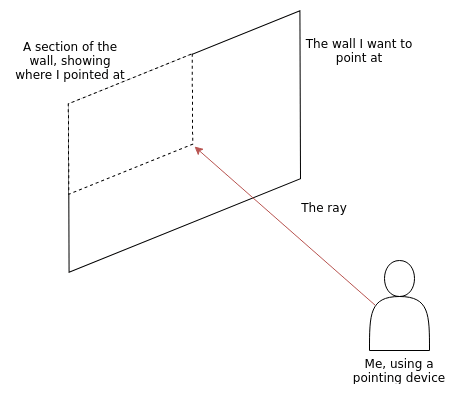 A section of the
wall, showing
where I pointed at
The wall I want to
point at
The ray
Me, using a
pointing device